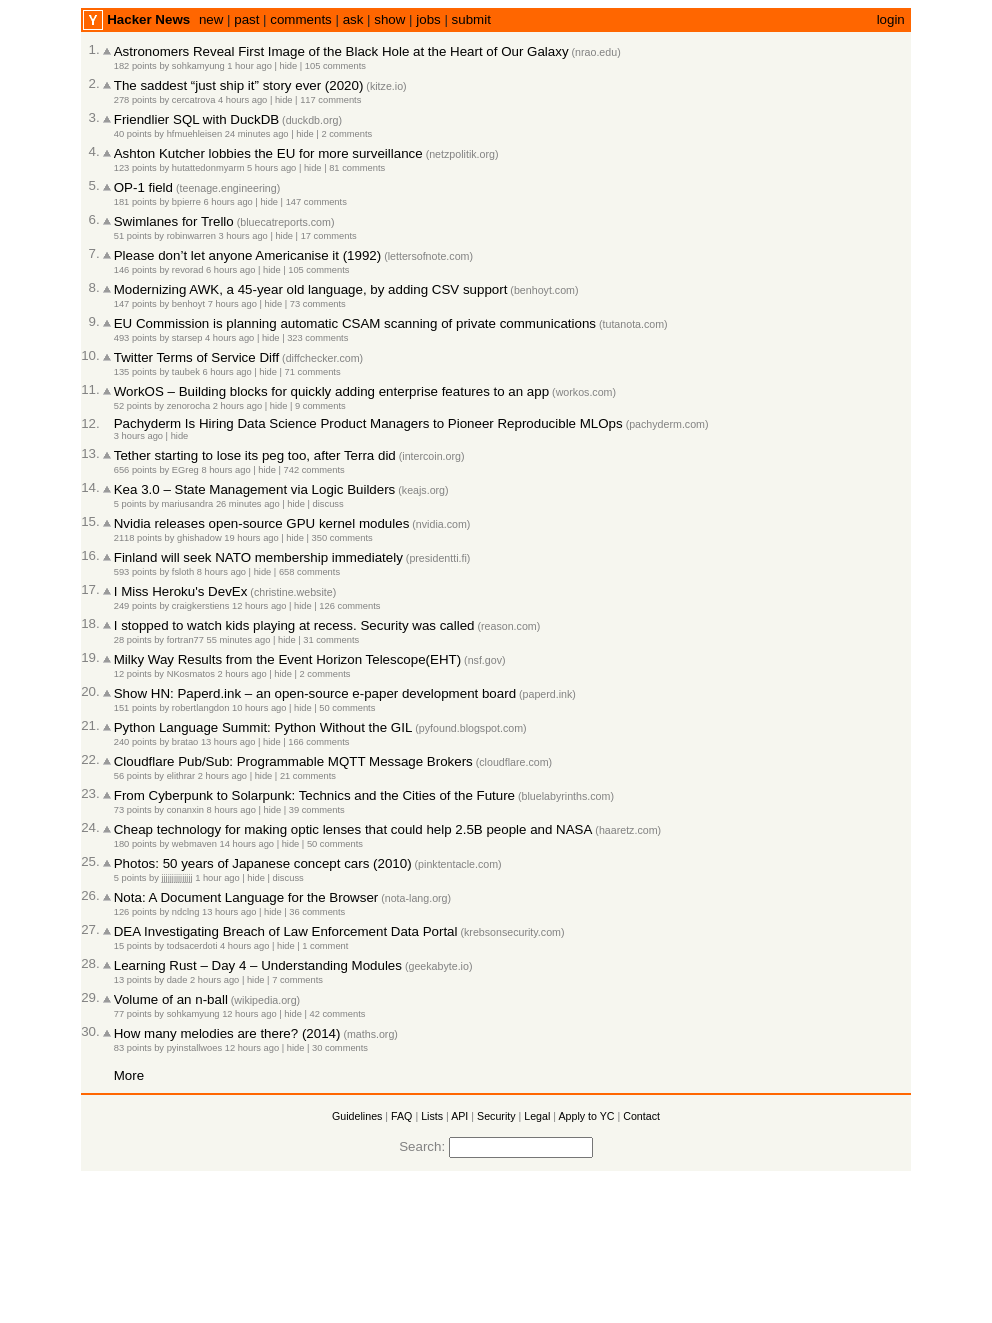 Y Hacker News new | past | comments | ask | show | jobs | submit login
1. Astronomers Reveal First Image of the Black Hole at the Heart of Our Galaxy (nrao.edu)
182 points by sohkamyung 1 hour ago | hide | 105 comments
2. The saddest “just ship it” story ever (2020) (kitze.io)
278 points by cercatrova 4 hours ago | hide | 117 comments
3. Friendlier SQL with DuckDB (duckdb.org)
40 points by hfmuehleisen 24 minutes ago | hide | 2 comments
4. Ashton Kutcher lobbies the EU for more surveillance (netzpolitik.org)
123 points by hutattedonmyarm 5 hours ago | hide | 81 comments
5. OP-1 field (teenage.engineering)
181 points by bpierre 6 hours ago | hide | 147 comments
6. Swimlanes for Trello (bluecatreports.com)
51 points by robinwarren 3 hours ago | hide | 17 comments
7. Please don’t let anyone Americanise it (1992) (lettersofnote.com)
146 points by revorad 6 hours ago | hide | 105 comments
8. Modernizing AWK, a 45-year old language, by adding CSV support (benhoyt.com)
147 points by benhoyt 7 hours ago | hide | 73 comments
9. EU Commission is planning automatic CSAM scanning of private communications (tutanota.com)
493 points by starsep 4 hours ago | hide | 323 comments
10. Twitter Terms of Service Diff (diffchecker.com)
135 points by taubek 6 hours ago | hide | 71 comments
11. WorkOS – Building blocks for quickly adding enterprise features to an app (workos.com)
52 points by zenorocha 2 hours ago | hide | 9 comments
12. Pachyderm Is Hiring Data Science Product Managers to Pioneer Reproducible MLOps (pachyderm.com)
3 hours ago | hide
13. Tether starting to lose its peg too, after Terra did (intercoin.org)
656 points by EGreg 8 hours ago | hide | 742 comments
14. Kea 3.0 – State Management via Logic Builders (keajs.org)
5 points by mariusandra 26 minutes ago | hide | discuss
15. Nvidia releases open-source GPU kernel modules (nvidia.com)
2118 points by ghishadow 19 hours ago | hide | 350 comments
16. Finland will seek NATO membership immediately (presidentti.fi)
593 points by fsloth 8 hours ago | hide | 658 comments
17. I Miss Heroku's DevEx (christine.website)
249 points by craigkerstiens 12 hours ago | hide | 126 comments
18. I stopped to watch kids playing at recess. Security was called (reason.com)
28 points by fortran77 55 minutes ago | hide | 31 comments
19. Milky Way Results from the Event Horizon Telescope(EHT) (nsf.gov)
12 points by NKosmatos 2 hours ago | hide | 2 comments
20. Show HN: Paperd.ink – an open-source e-paper development board (paperd.ink)
151 points by robertlangdon 10 hours ago | hide | 50 comments
21. Python Language Summit: Python Without the GIL (pyfound.blogspot.com)
240 points by bratao 13 hours ago | hide | 166 comments
22. Cloudflare Pub/Sub: Programmable MQTT Message Brokers (cloudflare.com)
56 points by elithrar 2 hours ago | hide | 21 comments
23. From Cyberpunk to Solarpunk: Technics and the Cities of the Future (bluelabyrinths.com)
73 points by conanxin 8 hours ago | hide | 39 comments
24. Cheap technology for making optic lenses that could help 2.5B people and NASA (haaretz.com)
180 points by webmaven 14 hours ago | hide | 50 comments
25. Photos: 50 years of Japanese concept cars (2010) (pinktentacle.com)
5 points by 1 hour ago | hide | discuss
26. Nota: A Document Language for the Browser (nota-lang.org)
126 points by ndclng 13 hours ago | hide | 36 comments
27. DEA Investigating Breach of Law Enforcement Data Portal (krebsonsecurity.com)
15 points by todsacerdoti 4 hours ago | hide | 1 comment
28. Learning Rust – Day 4 – Understanding Modules (geekabyte.io)
13 points by dade 2 hours ago | hide | 7 comments
29. Volume of an n-ball (wikipedia.org)
77 points by sohkamyung 12 hours ago | hide | 42 comments
30. How many melodies are there? (2014) (maths.org)
83 points by pyinstallwoes 12 hours ago | hide | 30 comments
More
Guidelines | FAQ | Lists | API | Security | Legal | Apply to YC | Contact
Search: